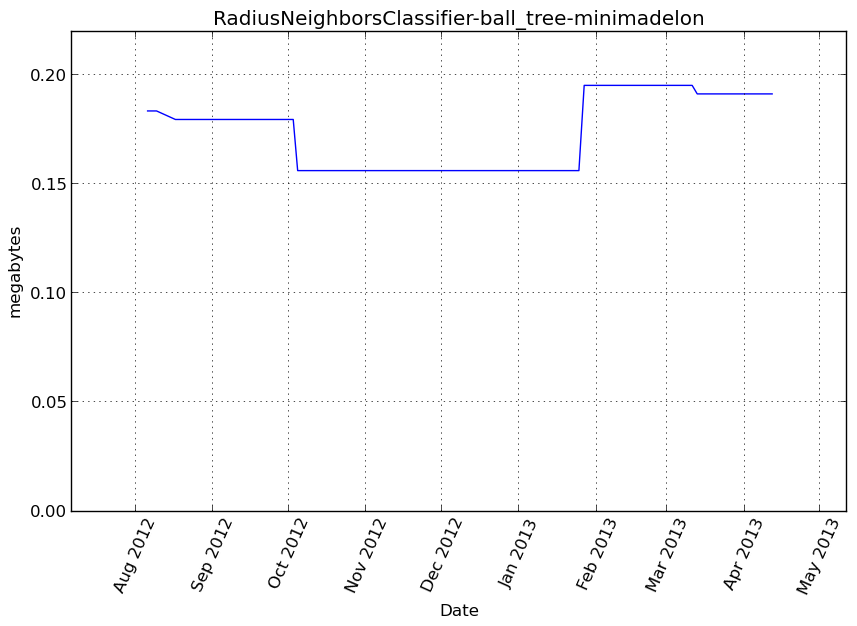 RadiusNeighborsClassifier-ball_tree-minimadelon
0.20
0.15
0.10
0.05
0.00
megabytes
Aug 2012
Sep 2012
Oct 2012
Nov 2012
Dec 2012
Jan 2013
Feb 2013
Mar 2013
Apr 2013
May 2013
Date